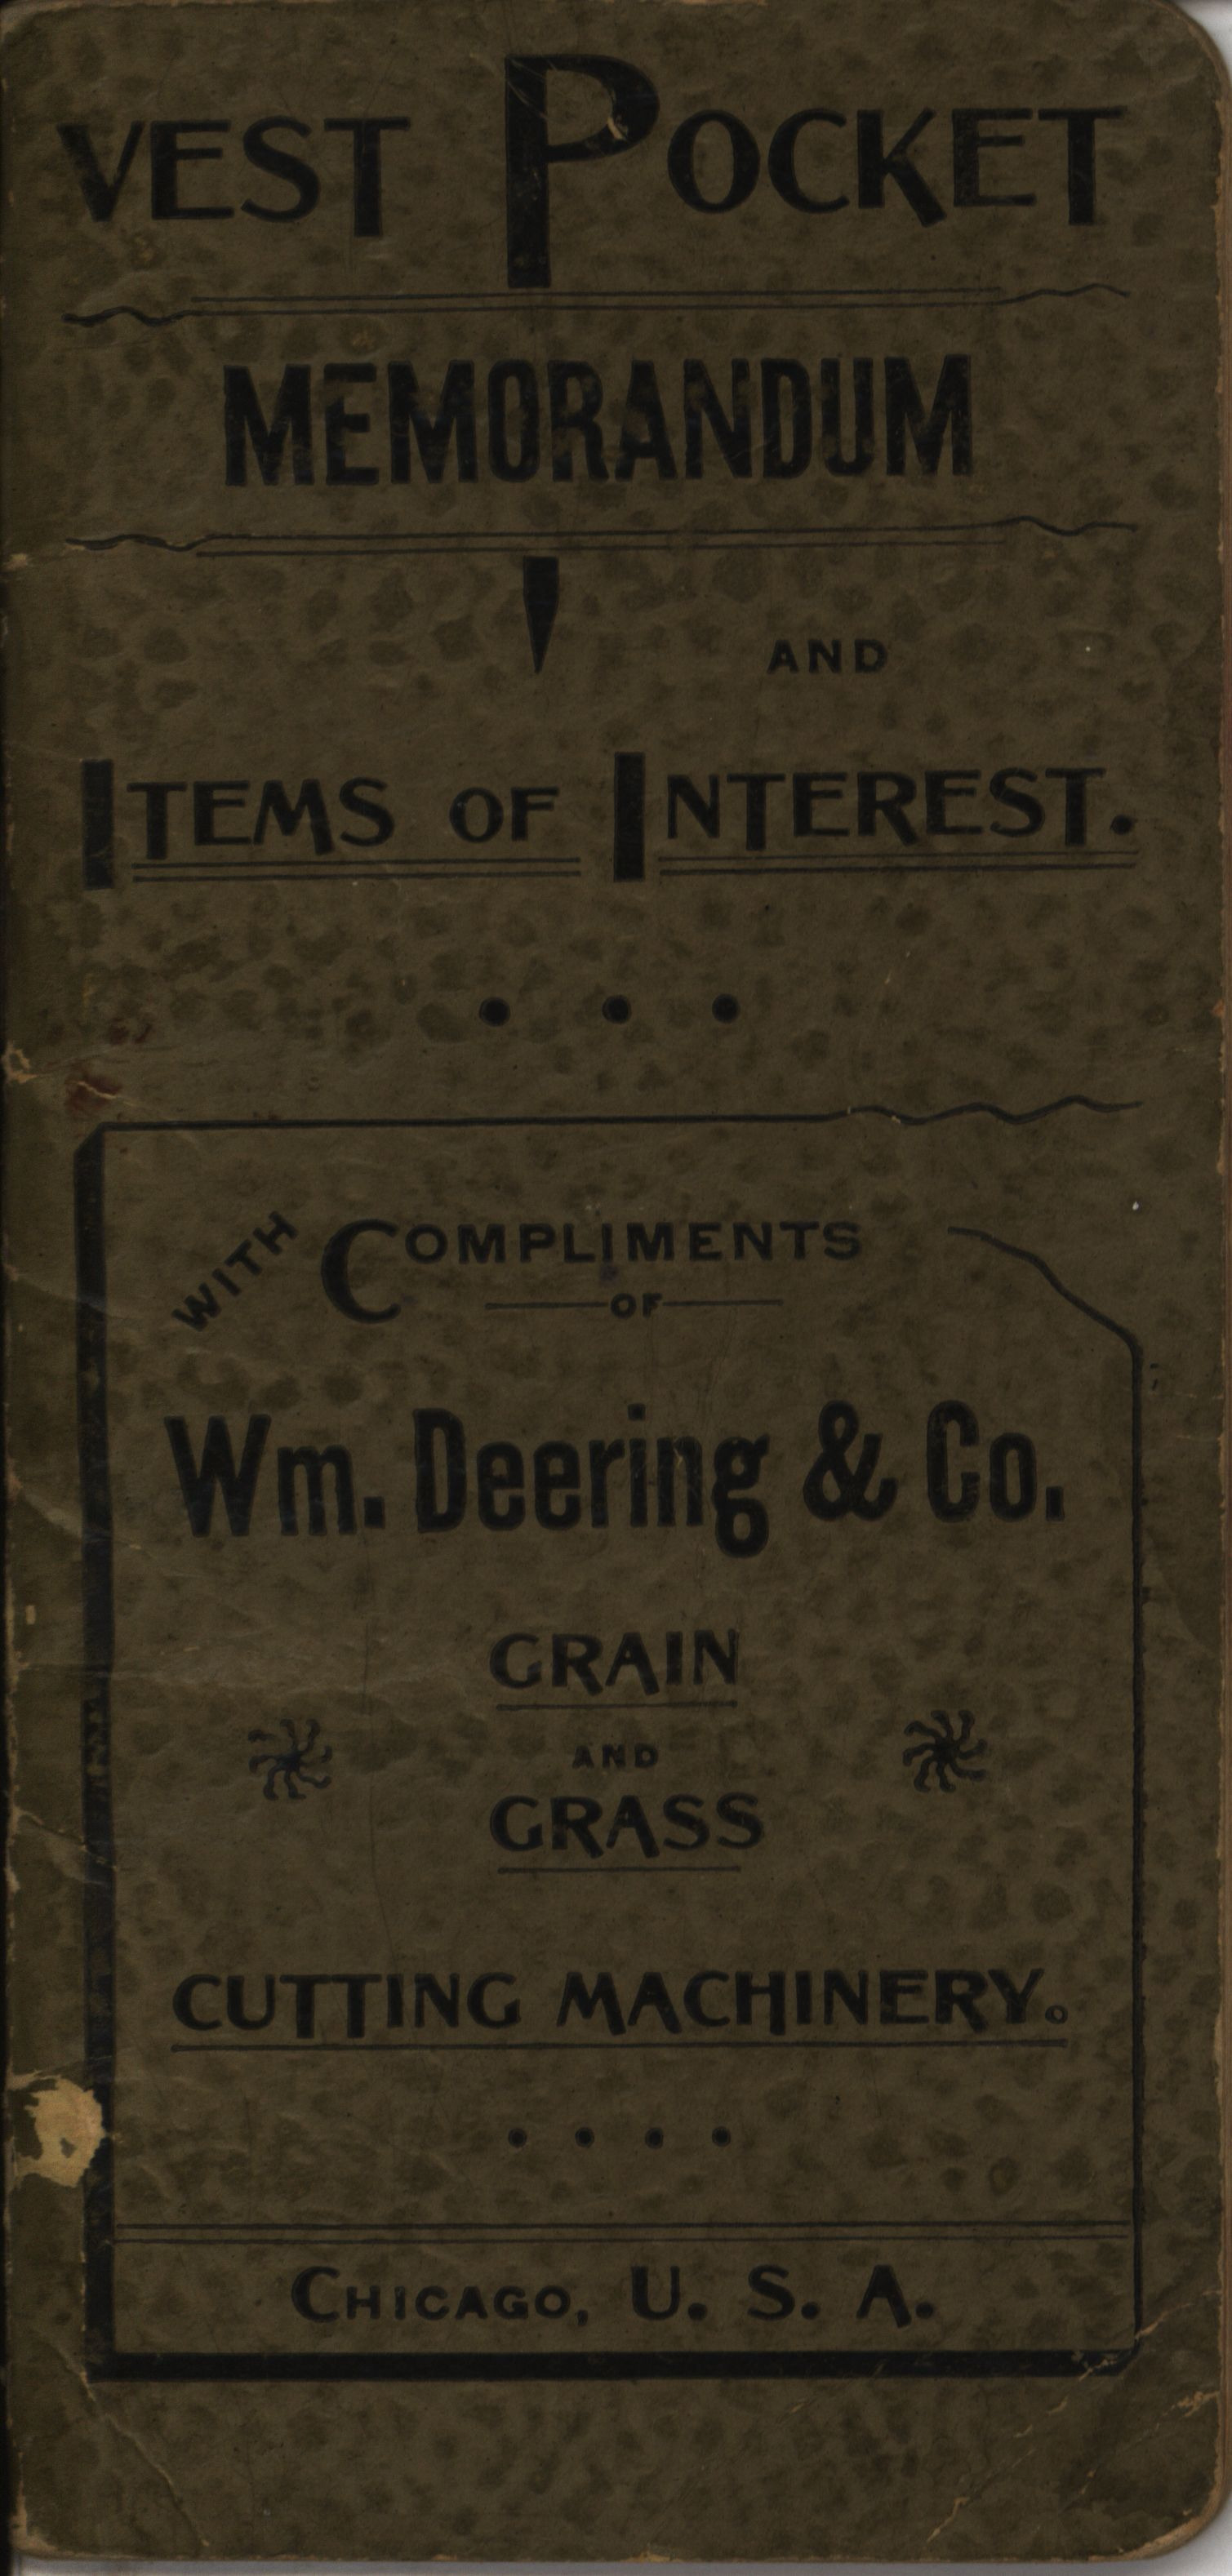 VEST POCKET
MEMORANDUM
AND
ITEMS OF INTEREST.
WITH COMPLIMENTS
OF
Wm. Deering & Co.
GRAIN
AND
GRASS
CUTTING MACHINERY.
CHICAGO, U. S. A.